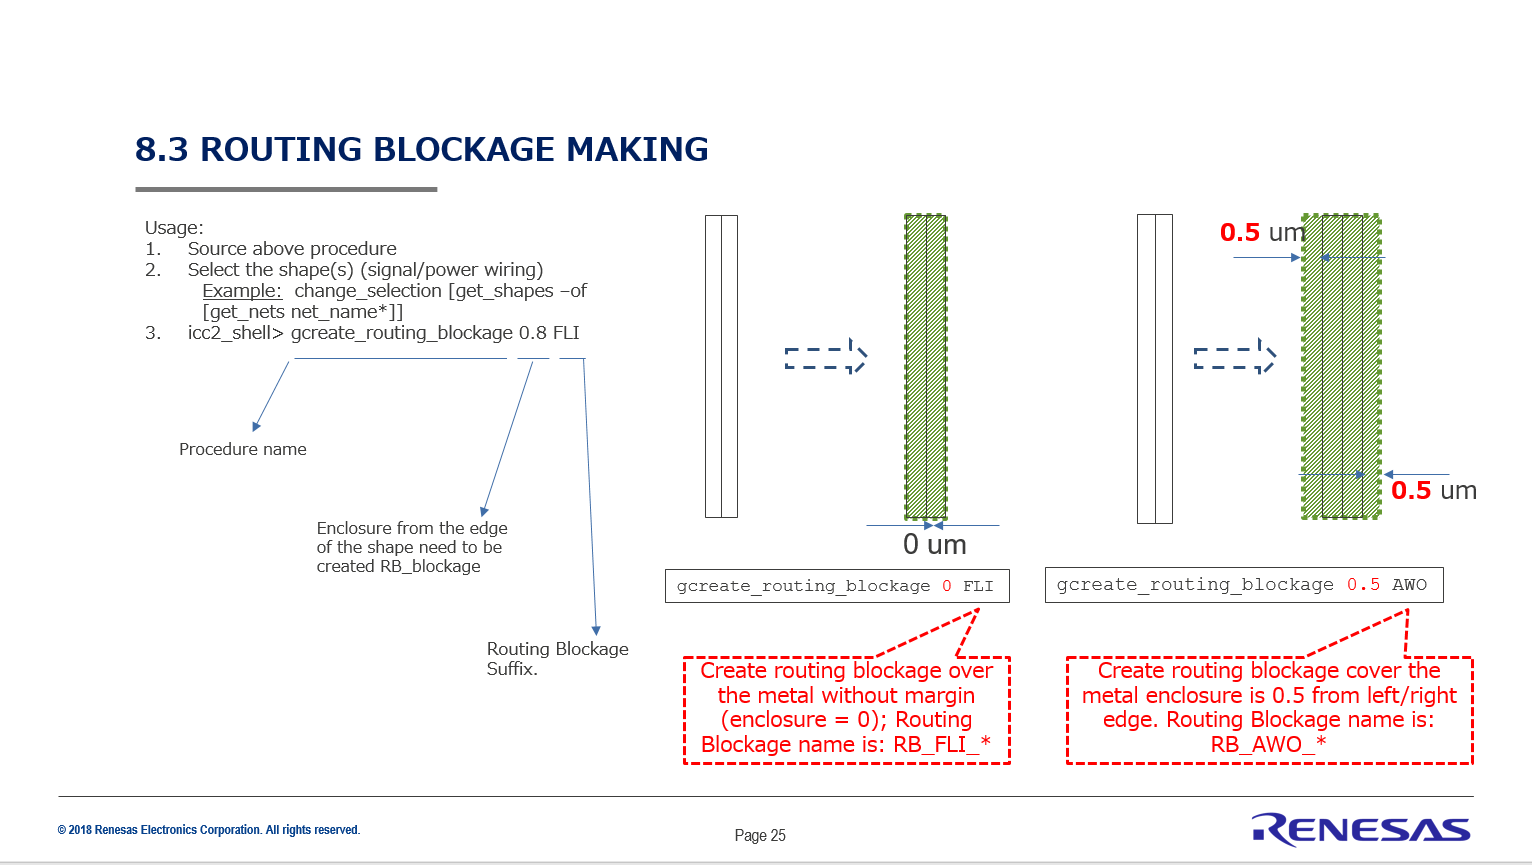 8.3 ROUTING BLOCKAGE MAKING
Usage:
1. Source above procedure
2. Select the shape(s) (signal/power wiring)
Example: change_selection [get_shapes –of
[get_nets net_name*]]
3. icc2_shell> gcreate_routing_blockage 0.8 FLI
Procedure name
Enclosure from the edge
of the shape need to be
created RB_blockage
Routing Blockage
Suffix.
0 um
gcreate_routing_blockage 0 FLI
Create routing blockage over
the metal without margin
(enclosure = 0); Routing
Blockage name is: RB_FLI_*
0.5 um
0.5 um
gcreate_routing_blockage 0.5 AWO
Create routing blockage cover the
metal enclosure is 0.5 from left/right
edge. Routing Blockage name is:
RB_AWO_*
© 2018 Renesas Electronics Corporation. All rights reserved.
Page 25
RENESAS